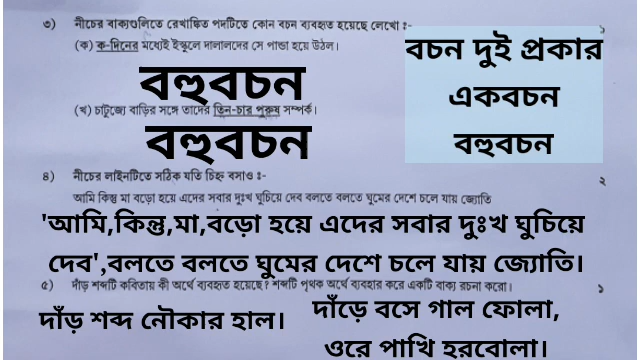 ৩) নীচের বাক্যগুলিতে রেখাঙ্কিত পদটিতে কোন বচন ব্যবহৃত হয়েছে লেখো ঃ-
১
(ক) ক-দিনের মধ্যেই ইস্কুলে দালালদের সে পান্ডা হয়ে উঠল।
বচন দুই প্রকার
একবচন
বহুবচন
বহুবচন
(খ) চাটুজ্যে বাড়ির সঙ্গে তাদের তিন-চার পুরুষ সম্পর্ক।
বহুবচন
৪) নীচের লাইনটিতে সঠিক যতি চিহ্ন বসাও ঃ-
২
আমি কিন্তু মা বড়ো হয়ে এদের সবার দুঃখ ঘুচিয়ে দেব বলতে বলতে ঘুমের দেশে চলে যায় জ্যোতি
'আমি,কিন্তু,মা,বড়ো হয়ে এদের সবার দুঃখ ঘুচিয়ে
দেব',বলতে বলতে ঘুমের দেশে চলে যায় জ্যোতি।
৫) দাঁড় শব্দটি কবিতায় কী অর্থে ব্যবহৃত হয়েছে? শব্দটি পৃথক অর্থে ব্যবহার করে একটি বাক্য রচনা করো।
১
দাঁড় শব্দ নৌকার হাল।
দাঁড়ে বসে গাল ফোলা,
ওরে পাখি হরবোলা।